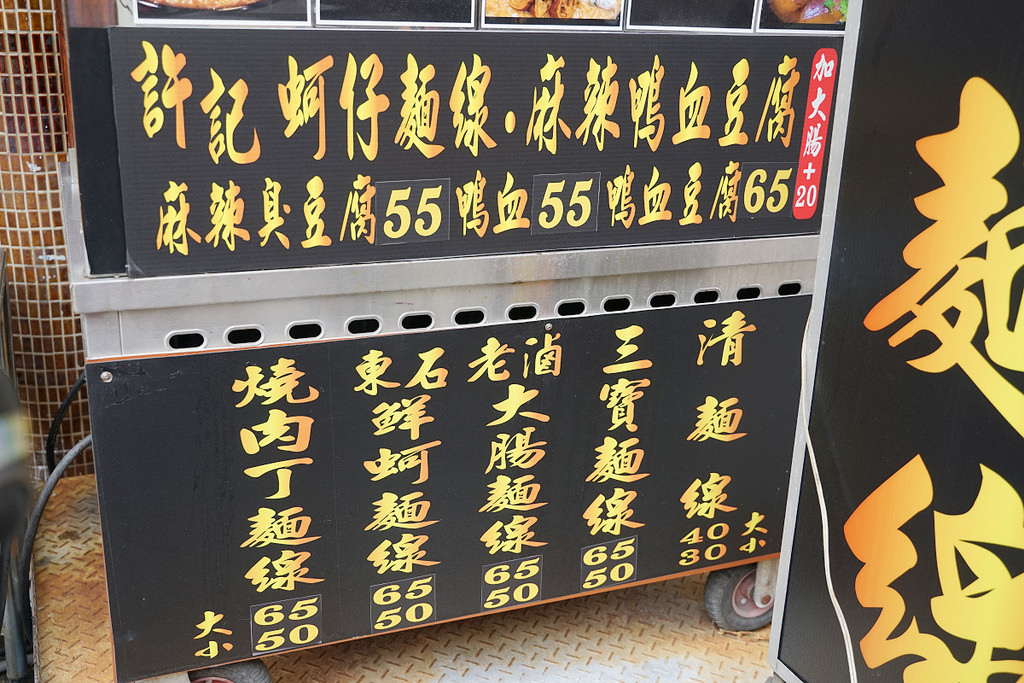 許記 蚵仔麵線·麻辣鴨血豆腐
麻辣臭豆腐55 鴨血55 鴨血豆腐65
加大腸+20
清麵線
大40
小30
三寶麵線
65
50
老滷大腸麵線
65
50
東石鮮蚵麵線
65
50
燒肉丁麵線
大65
小50
麵線